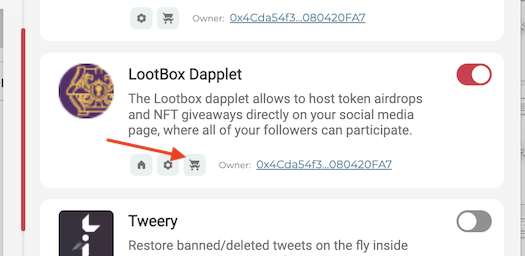 Owner: 0x4Cda54f3...080420FA7
LootBox Dapplet
The Lootbox dapplet allows to host token airdrops
and NFT giveaways directly on your social media
page, where all of your followers can participate.
Owner: 0x4Cda54f3...080420FA7
Tweery
Restore banned/deleted tweets on the fly inside